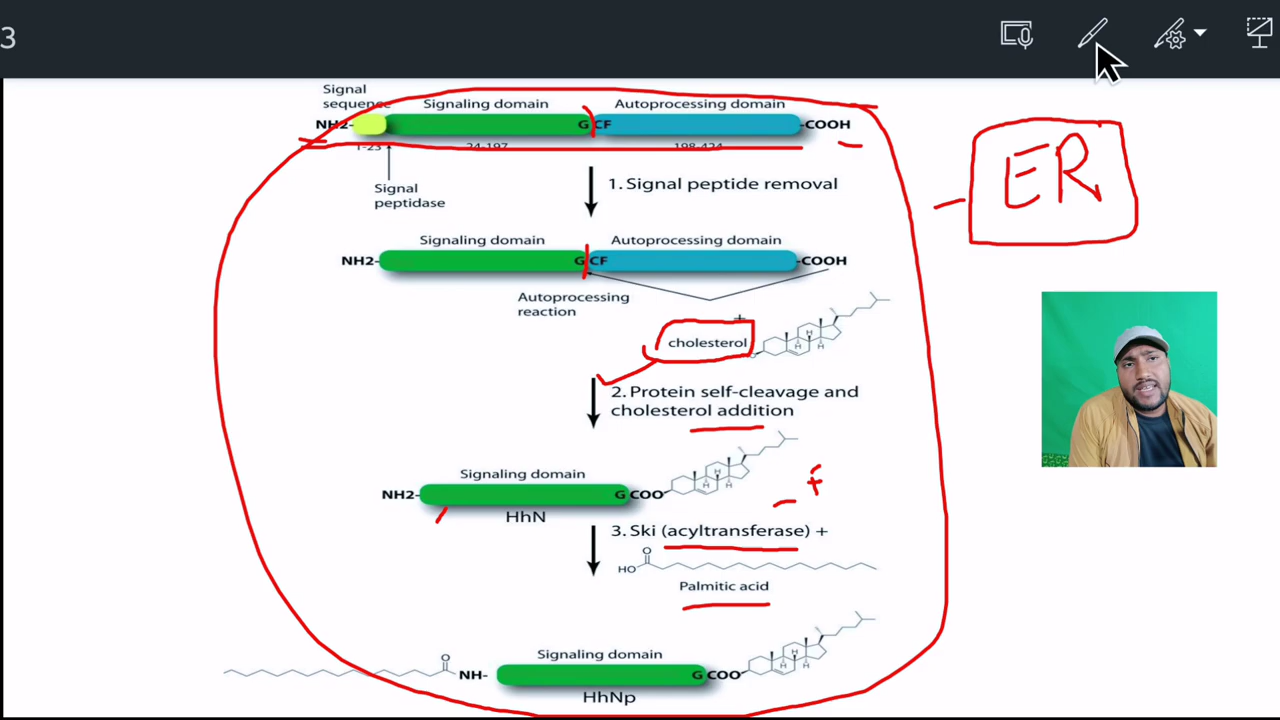 3
Signal
sequence
Signaling domain
Autoprocessing domain
NH2-
G CF
-COOH
1-23
24-197
198-424
Signal
peptidase
1. Signal peptide removal
ER
Signaling domain
Autoprocessing domain
NH2-
G CF
-COOH
Autoprocessing
reaction
+
cholesterol
H
H
H
2. Protein self-cleavage and
cholesterol addition
Signaling domain
NH2-
G COO
H
H
H
HhN
3. Ski (acyltransferase) +
O
HO
Palmitic acid
Signaling domain
O
NH-
G COO
H
H
H
HhNp